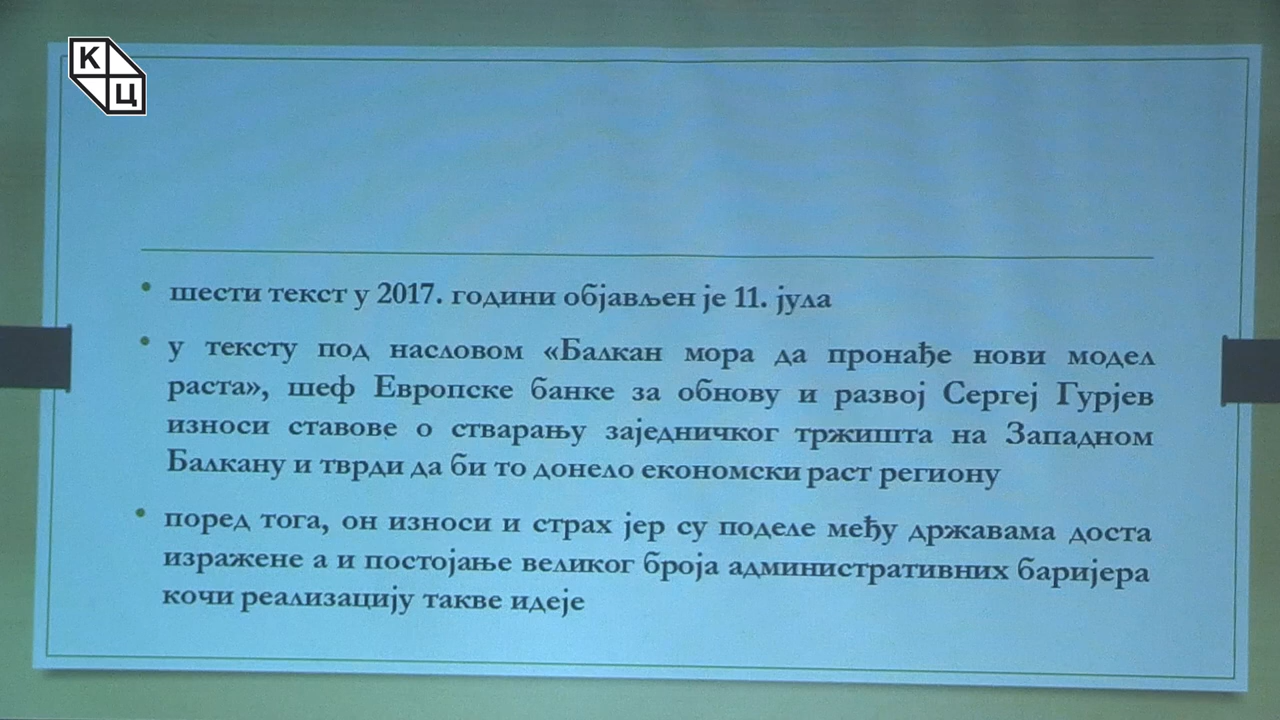 К
Ц
• шести текст у 2017. години објављен је 11. јула
• у тексту под насловом «Балкан мора да пронађе нови модел
раста», шеф Европске банке за обнову и развој Сергеј Гурјев
износи ставове о стварању заједничког тржишта на Западном
Балкану и тврди да би то донело економски раст региону
• поред тога, он износи и страх јер су поделе међу државама доста
изражене а и постојање великог броја административних баријера
кочи реализацију такве идеје